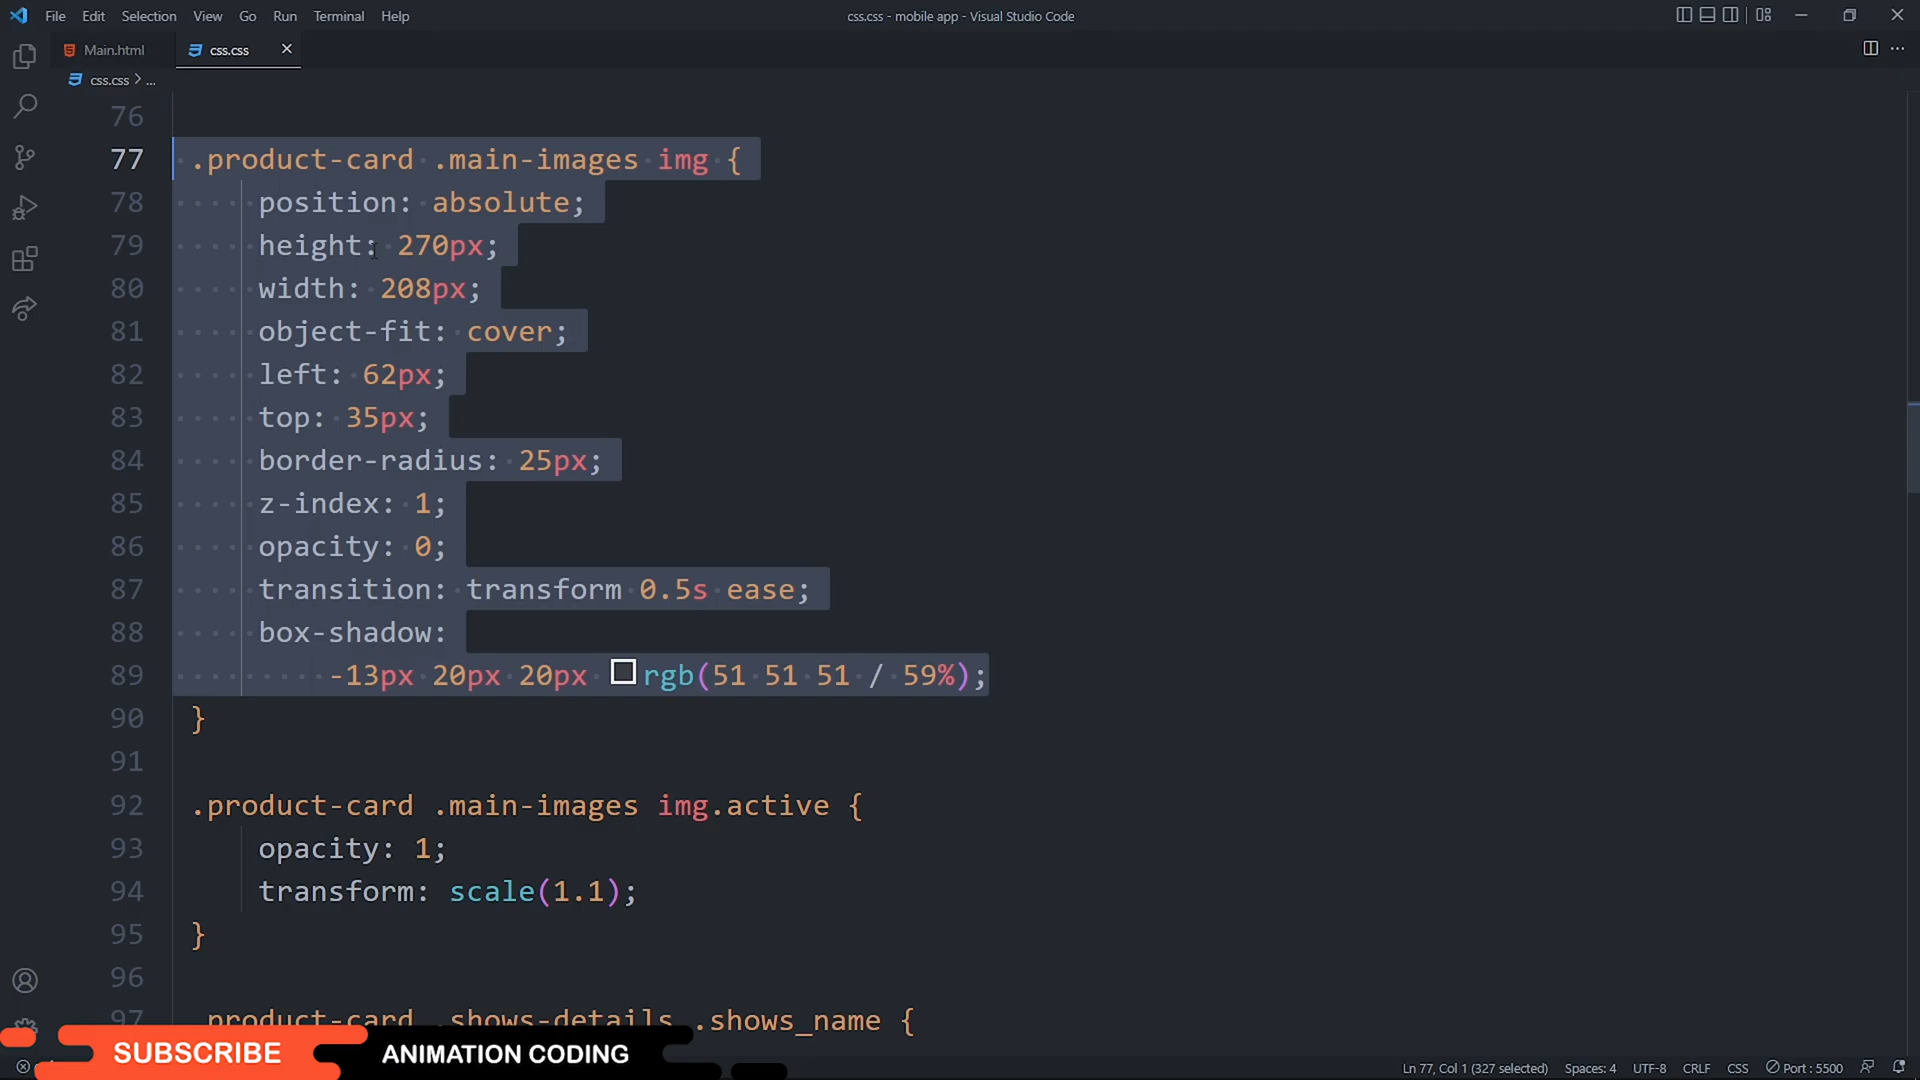 File Edit Selection View Go Run Terminal Help
css.css - mobile app - Visual Studio Code
Main.html css.css
css.css > ...
76
77 .product-card .main-images img {
78 position: absolute;
79 height: 270px;
80 width: 208px;
81 object-fit: cover;
82 left: 62px;
83 top: 35px;
84 border-radius: 25px;
85 z-index: 1;
86 opacity: 0;
87 transition: transform 0.5s ease;
88 box-shadow:
89 -13px 20px 20px rgb(51 51 51 / 59%);
90 }
91
92 .product-card .main-images img.active {
93 opacity: 1;
94 transform: scale(1.1);
95 }
96
97 .product-card .shows-details .shows_name {
SUBSCRIBE ANIMATION CODING
Ln 77, Col 1 (327 selected) Spaces: 4 UTF-8 CRLF CSS Port : 5500